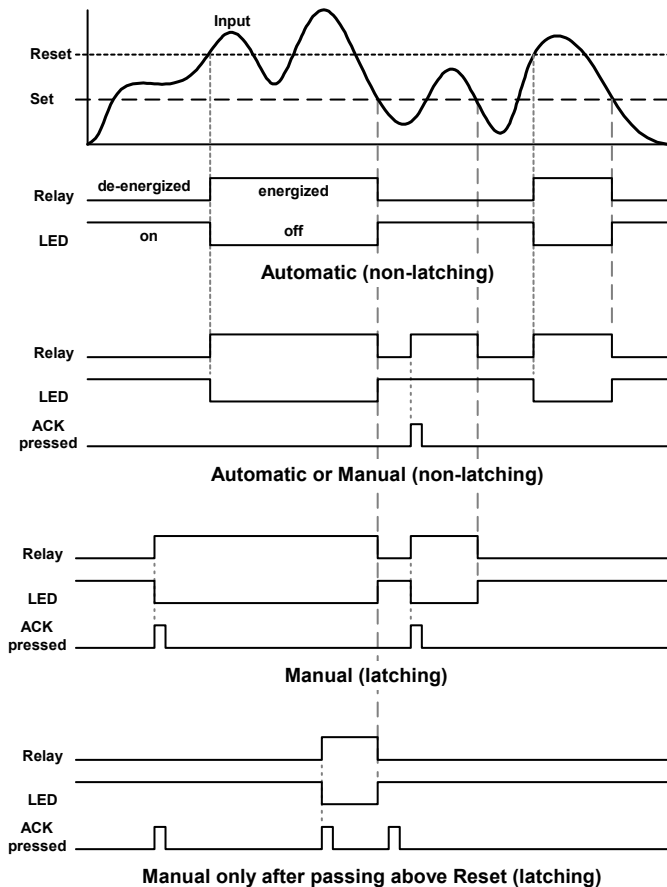 Input
Reset
Set
de-energized energized
Relay
LED on off
Automatic (non-latching)
Relay
LED
ACK
pressed
Automatic or Manual (non-latching)
Relay
LED
ACK
pressed
Manual (latching)
Relay
LED
ACK
pressed
Manual only after passing above Reset (latching)